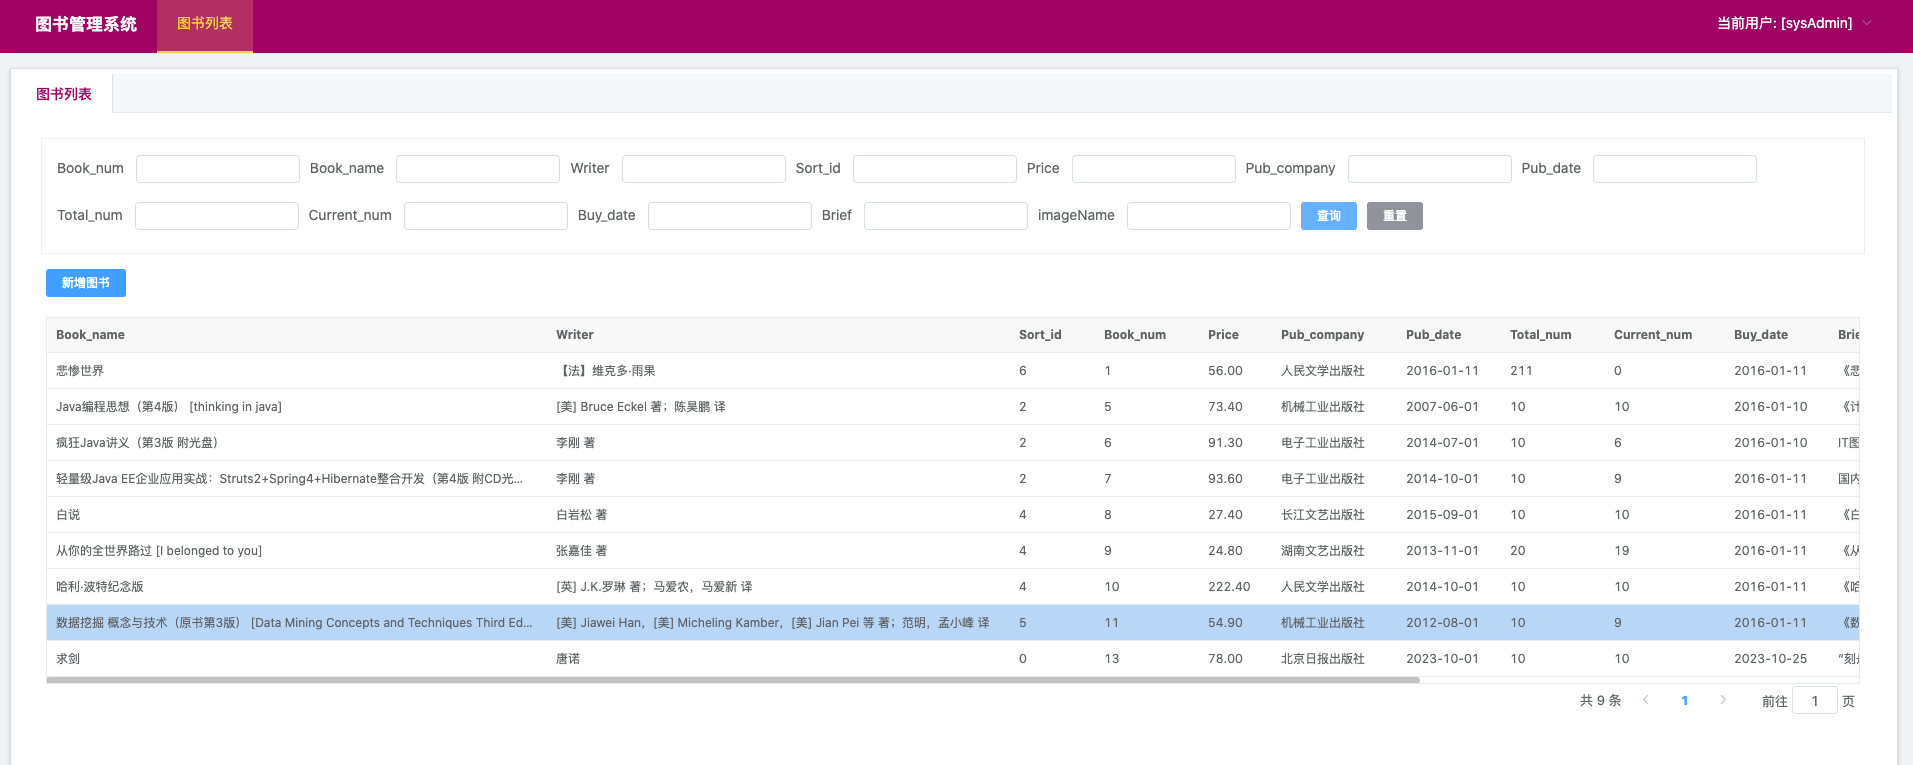 图书管理系统 图书列表 当前用户: [sysAdmin]
图书列表
Book_num Book_name Writer Sort_id Price Pub_company Pub_date
Total_num Current_num Buy_date Brief imageName 查询 重置
新增图书
Book_name Writer Sort_id Book_num Price Pub_company Pub_date Total_num Current_num Buy_date Brie
悲惨世界 【法】维克多·雨果 6 1 56.00 人民文学出版社 2016-01-11 211 0 2016-01-11 《悲
Java编程思想（第4版） [thinking in java] [美] Bruce Eckel 著；陈昊鹏 译 2 5 73.40 机械工业出版社 2007-06-01 10 10 2016-01-10 《计
疯狂Java讲义（第3版 附光盘） 李刚 著 2 6 91.30 电子工业出版社 2014-07-01 10 6 2016-01-10 IT图
轻量级Java EE企业应用实战：Struts2+Spring4+Hibernate整合开发（第4版 附CD光... 李刚 著 2 7 93.60 电子工业出版社 2014-10-01 10 9 2016-01-11 国内
白说 白岩松 著 4 8 27.40 长江文艺出版社 2015-09-01 10 10 2016-01-11 《白
从你的全世界路过 [I belonged to you] 张嘉佳 著 4 9 24.80 湖南文艺出版社 2013-11-01 20 19 2016-01-11 《从
哈利·波特纪念版 [英] J.K.罗琳 著；马爱农，马爱新 译 4 10 222.40 人民文学出版社 2014-10-01 10 10 2016-01-11 《哈
数据挖掘 概念与技术（原书第3版） [Data Mining Concepts and Techniques Third Ed... [美] Jiawei Han，[美] Micheling Kamber，[美] Jian Pei 等 著；范明，孟小峰 译 5 11 54.90 机械工业出版社 2012-08-01 10 9 2016-01-11 《数
求剑 唐诺 0 13 78.00 北京日报出版社 2023-10-01 10 10 2023-10-25 “刻
共 9 条 1 前往 1 页